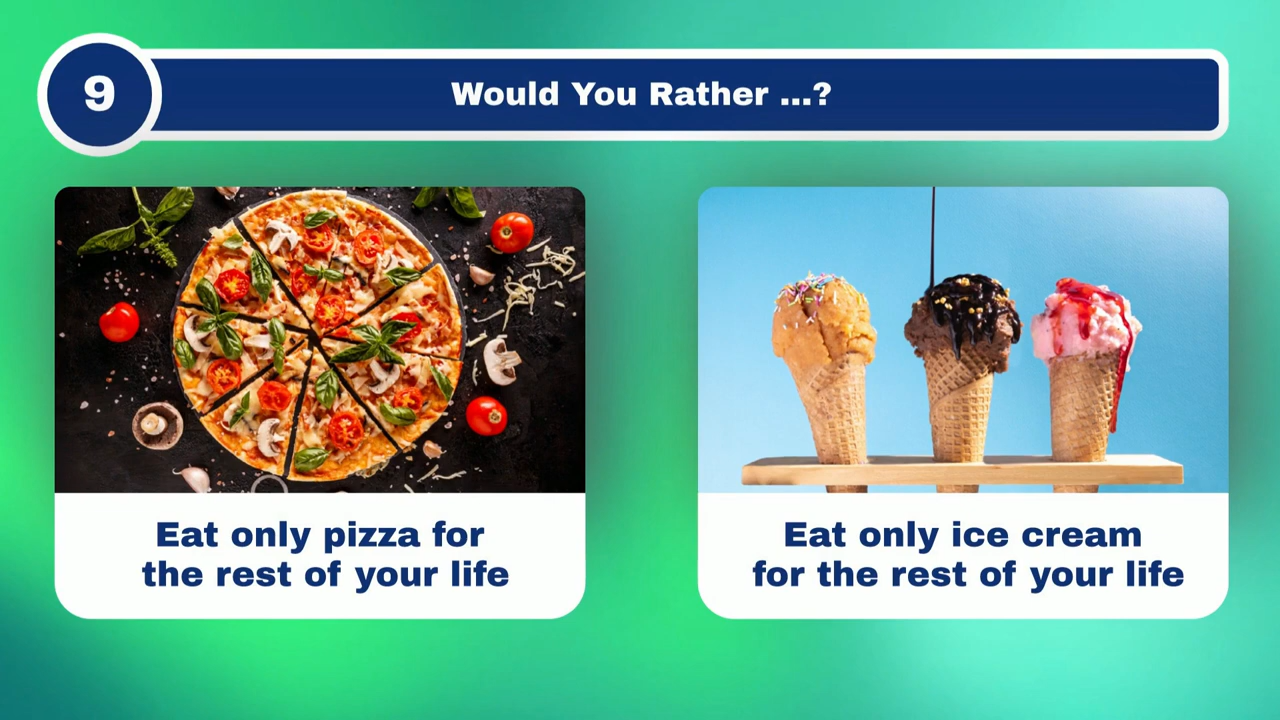 9
Would You Rather ...?
Eat only pizza for
the rest of your life
Eat only ice cream
for the rest of your life